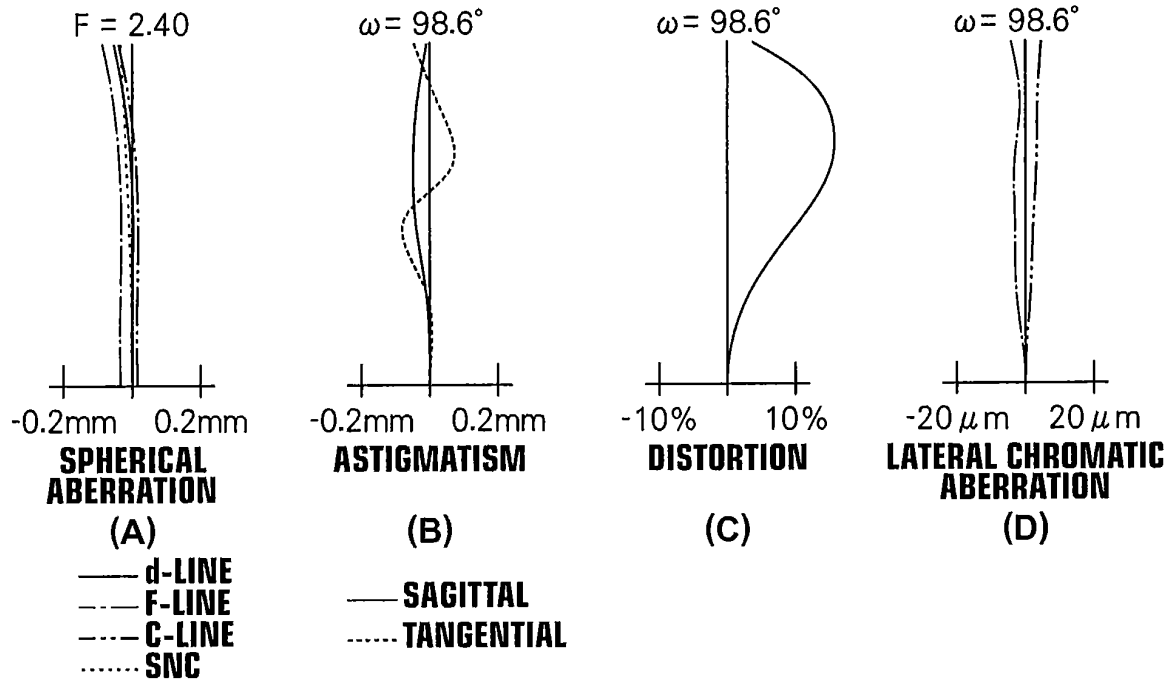 F = 2.40
ω = 98.6°
ω = 98.6°
ω = 98.6°
-0.2mm 0.2mm
-0.2mm 0.2mm
-10% 10%
-20 μm 20 μm
SPHERICAL
ABERRATION
ASTIGMATISM
DISTORTION
LATERAL CHROMATIC
ABERRATION
(A)
(B)
(C)
(D)
d-LINE
F-LINE
C-LINE
SNC
SAGITTAL
TANGENTIAL